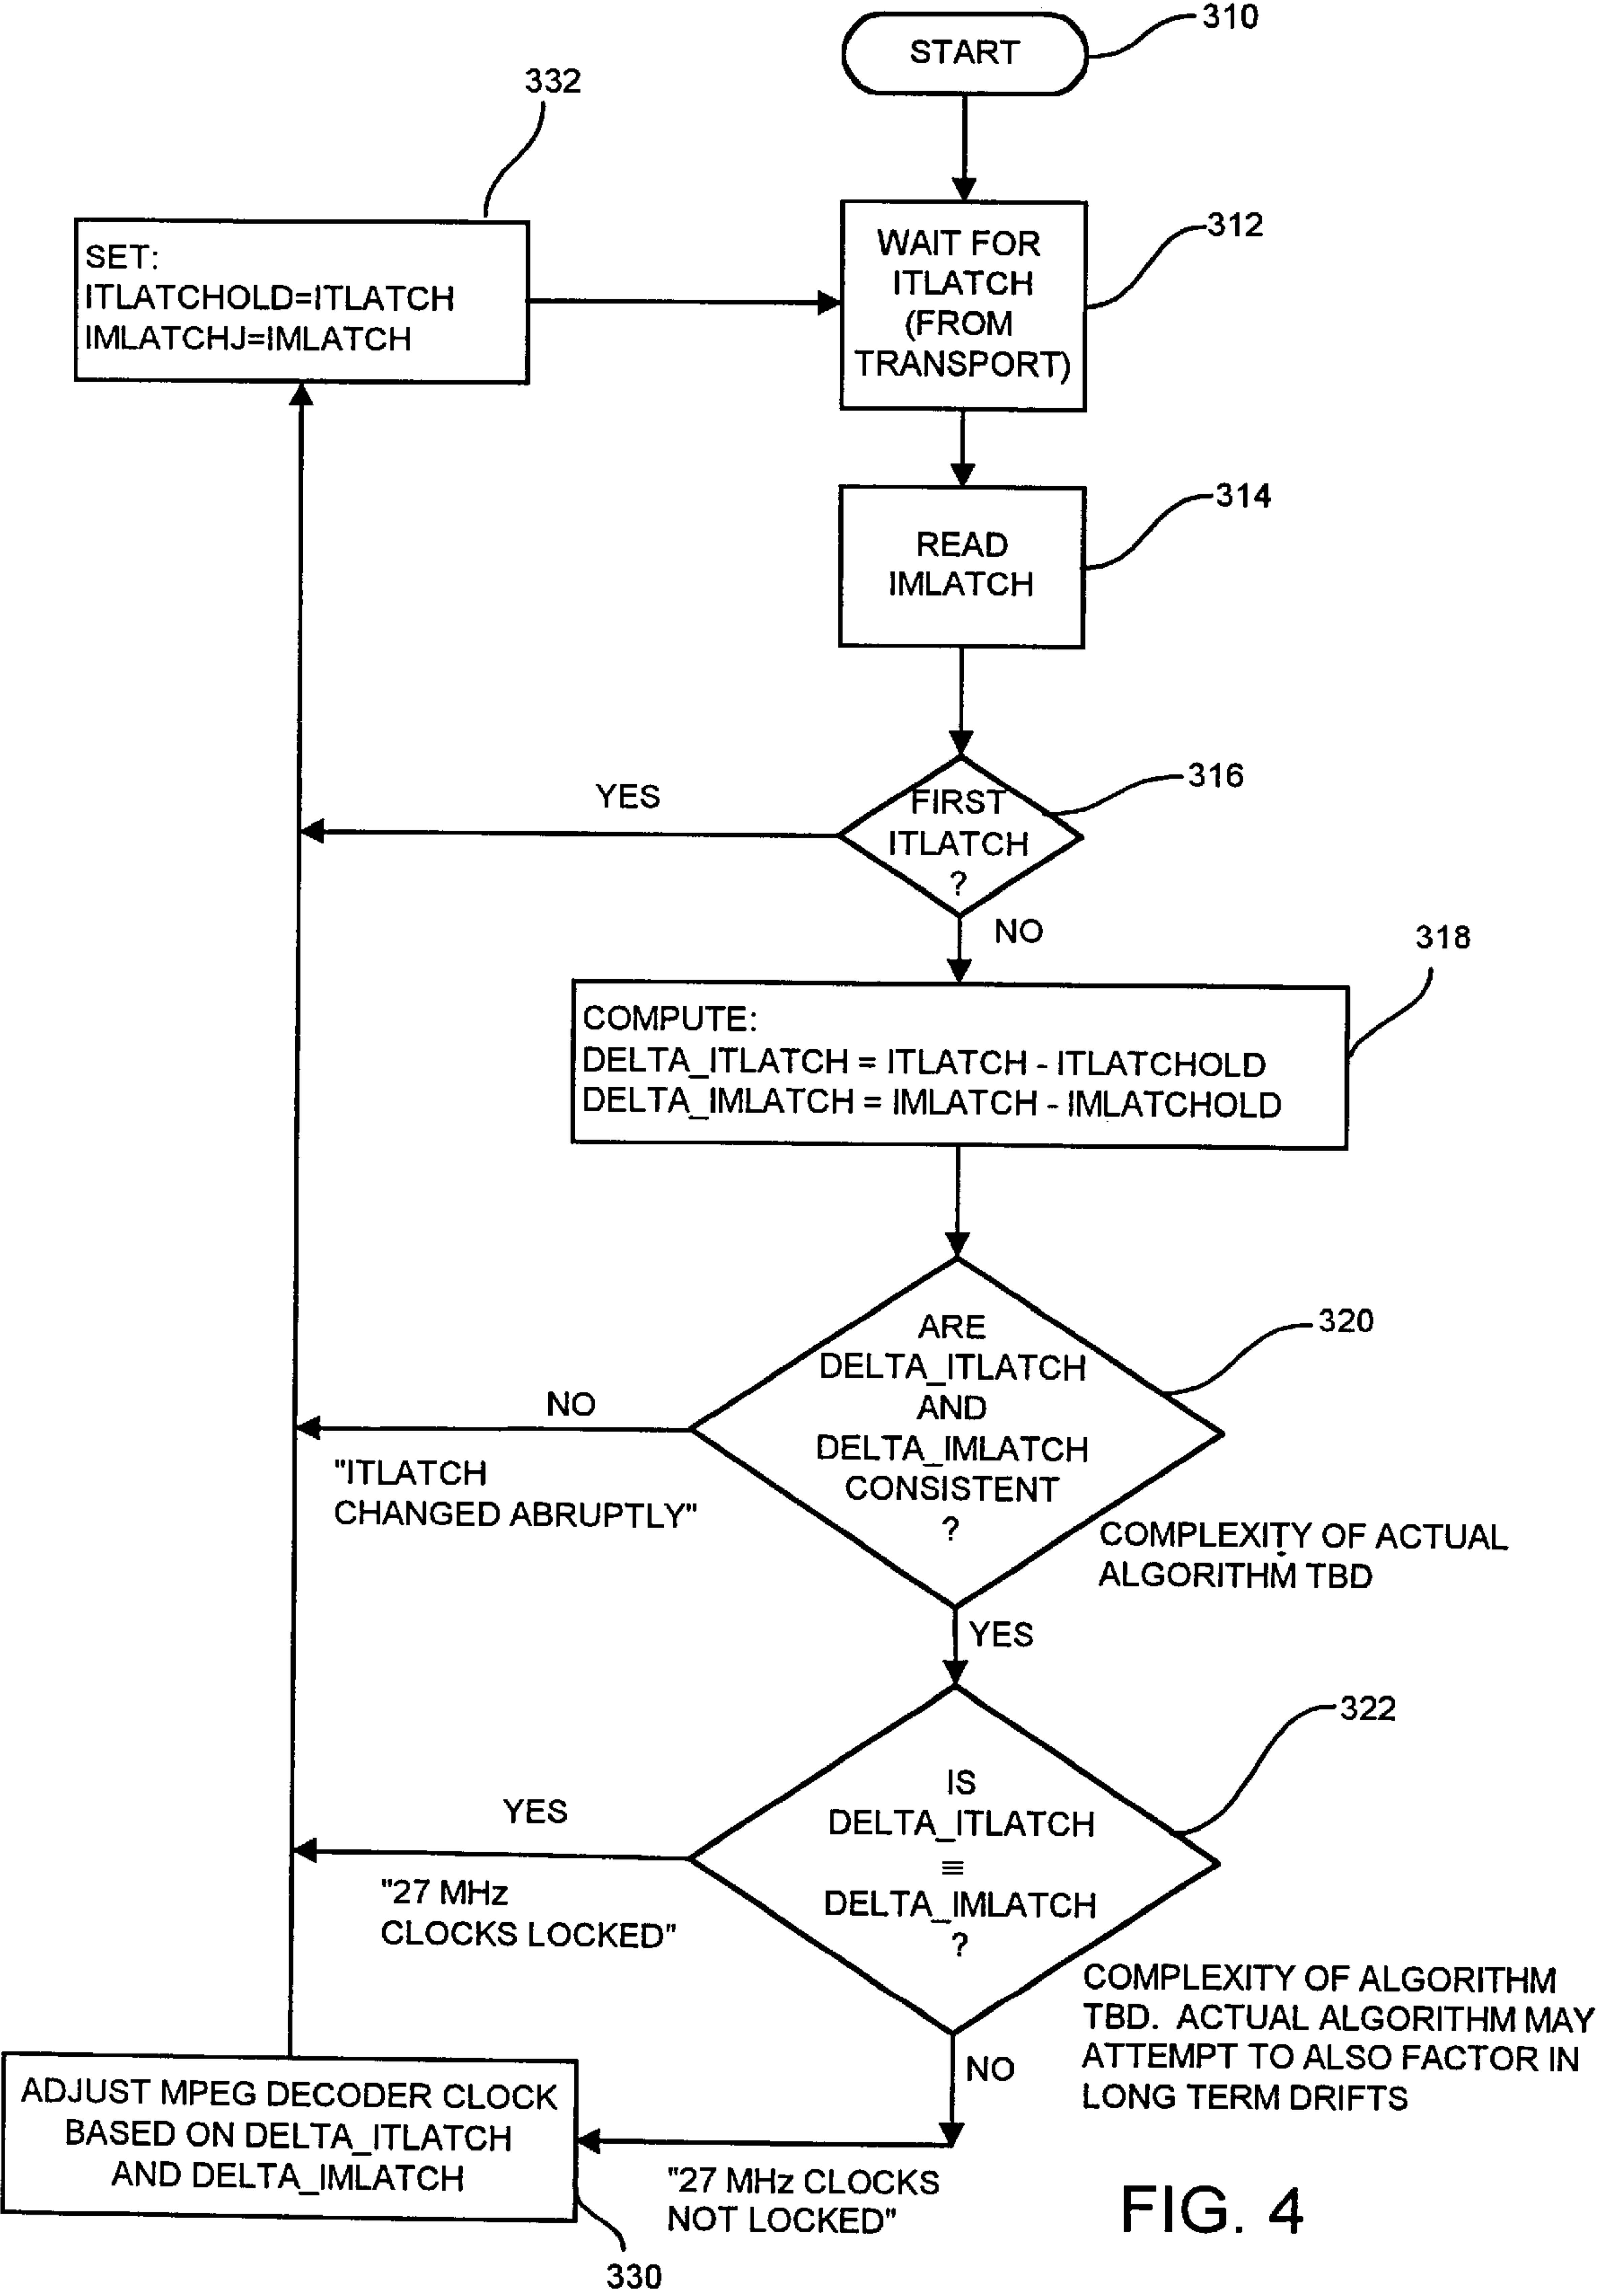 310
START
332
312
WAIT FOR
ITLATCH
(FROM
TRANSPORT)
SET:
ITLATCHOLD=ITLATCH
IMLATCHJ=IMLATCH
314
READ
IMLATCH
316
YES
FIRST
ITLATCH
?
NO
318
COMPUTE:
DELTA_ITLATCH = ITLATCH - ITLATCHOLD
DELTA_IMLATCH = IMLATCH - IMLATCHOLD
320
ARE
DELTA_ITLATCH
AND
DELTA_IMLATCH
CONSISTENT
?
NO
"ITLATCH
CHANGED ABRUPTLY"
COMPLEXITY OF ACTUAL
ALGORITHM TBD
YES
322
IS
DELTA_ITLATCH
≡
DELTA_IMLATCH
?
YES
"27 MHz
CLOCKS LOCKED"
COMPLEXITY OF ALGORITHM
TBD. ACTUAL ALGORITHM MAY
ATTEMPT TO ALSO FACTOR IN
LONG TERM DRIFTS
NO
ADJUST MPEG DECODER CLOCK
BASED ON DELTA_ITLATCH
AND DELTA_IMLATCH
"27 MHz CLOCKS
NOT LOCKED"
330
FIG. 4